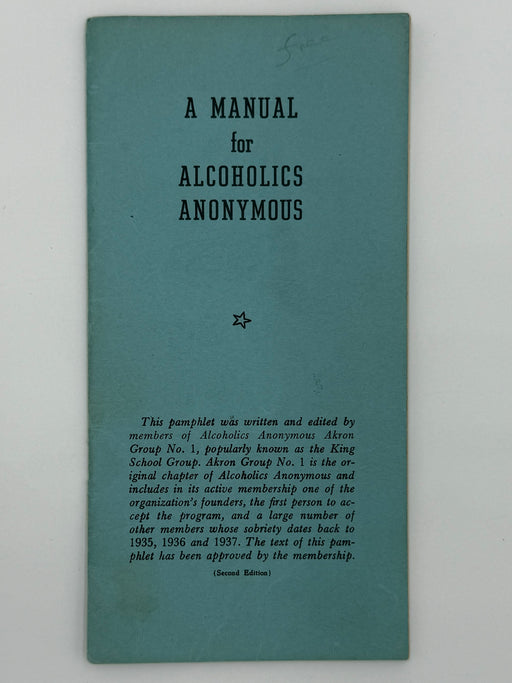 free
A MANUAL
for
ALCOHOLICS
ANONYMOUS
This pamphlet was written and edited by
members of Alcoholics Anonymous Akron
Group No. 1, popularly known as the King
School Group. Akron Group No. 1 is the or-
iginal chapter of Alcoholics Anonymous and
includes in its active membership one of the
organization's founders, the first person to ac-
cept the program, and a large number of
other members whose sobriety dates back to
1935, 1936 and 1937. The text of this pam-
phlet has been approved by the membership.
(Second Edition)